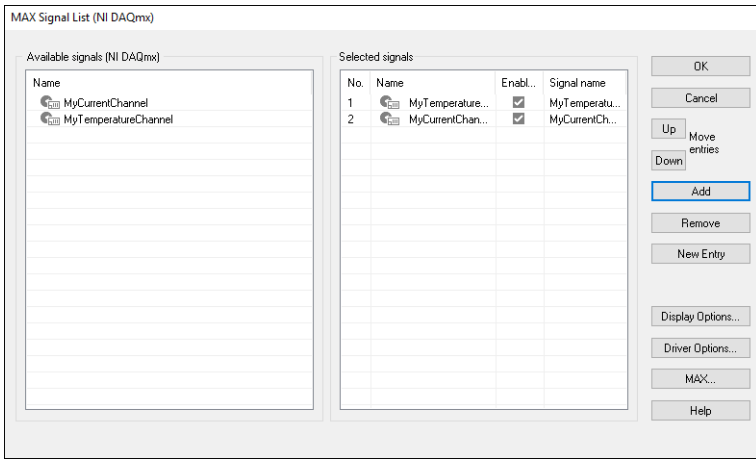 MAX Signal List (NI DAQmx)
Available signals (NI DAQmx)
Name
MyCurrentChannel
MyTemperatureChannel
Selected signals
No. Name Enabl... Signal name
1 MyTemperature... MyTemperatu...
2 MyCurrentChan... MyCurrentCh...
OK
Cancel
Up
Move
entries
Down
Add
Remove
New Entry
Display Options...
Driver Options...
MAX...
Help